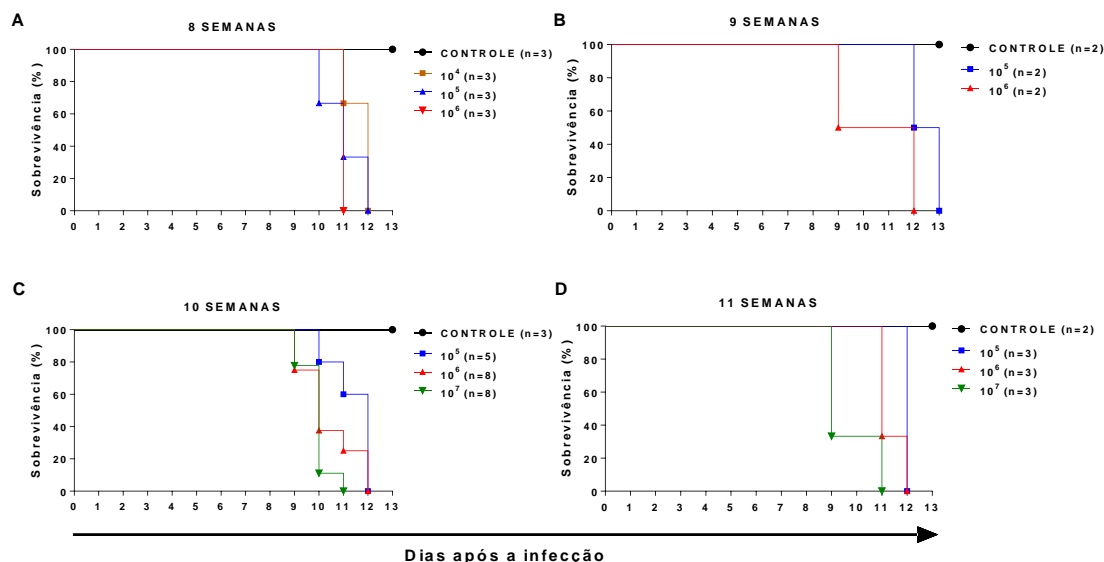 A
8 SEMANAS
Sobrevivência (%)
100
80
60
40
20
0
0 1 2 3 4 5 6 7 8 9 10 11 12 13
CONTROLE (n=3)
10⁴ (n=3)
10⁵ (n=3)
10⁶ (n=3)
B
9 SEMANAS
Sobrevivência (%)
100
80
60
40
20
0
0 1 2 3 4 5 6 7 8 9 10 11 12 13
CONTROLE (n=2)
10⁵ (n=2)
10⁶ (n=2)
C
10 SEMANAS
Sobrevivência (%)
100
80
60
40
20
0
0 1 2 3 4 5 6 7 8 9 10 11 12 13
CONTROLE (n=3)
10⁵ (n=5)
10⁶ (n=8)
10⁷ (n=8)
D
11 SEMANAS
Sobrevivência (%)
100
80
60
40
20
0
0 1 2 3 4 5 6 7 8 9 10 11 12 13
CONTROLE (n=2)
10⁵ (n=3)
10⁶ (n=3)
10⁷ (n=3)
Dias após a infecção